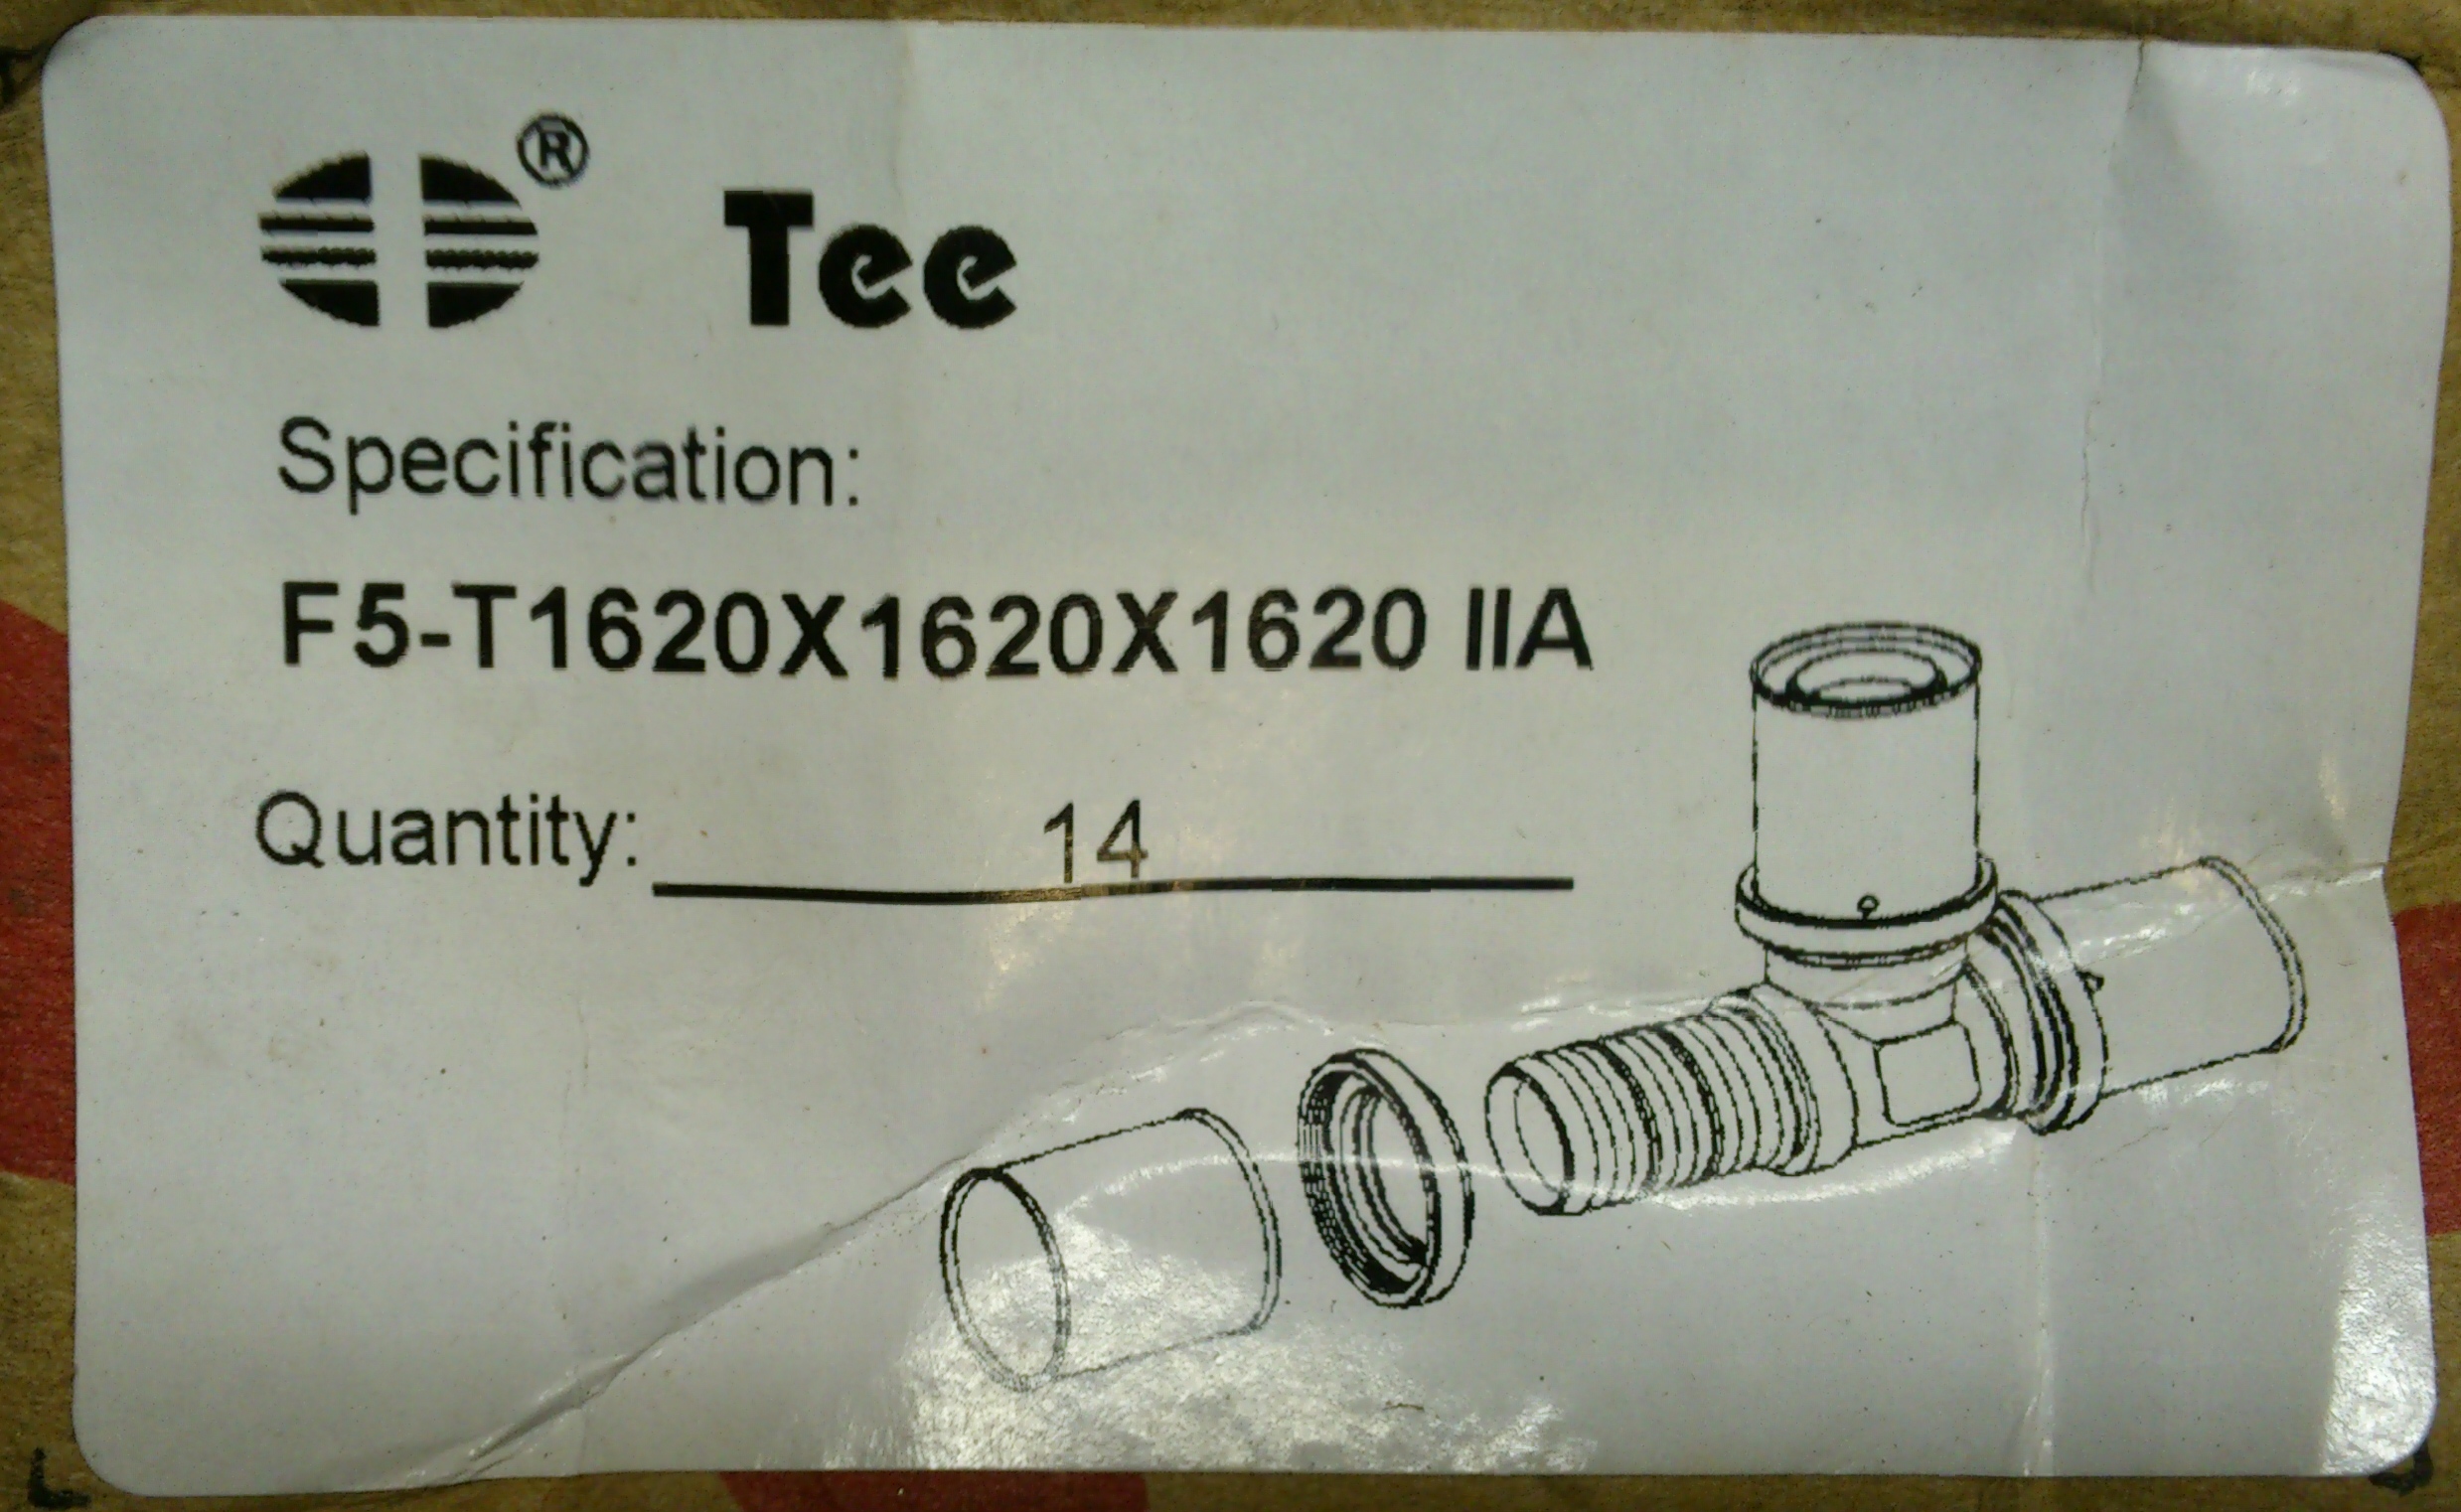 ® Tee
Specification:
F5-T1620X1620X1620 IIA
Quantity: 14